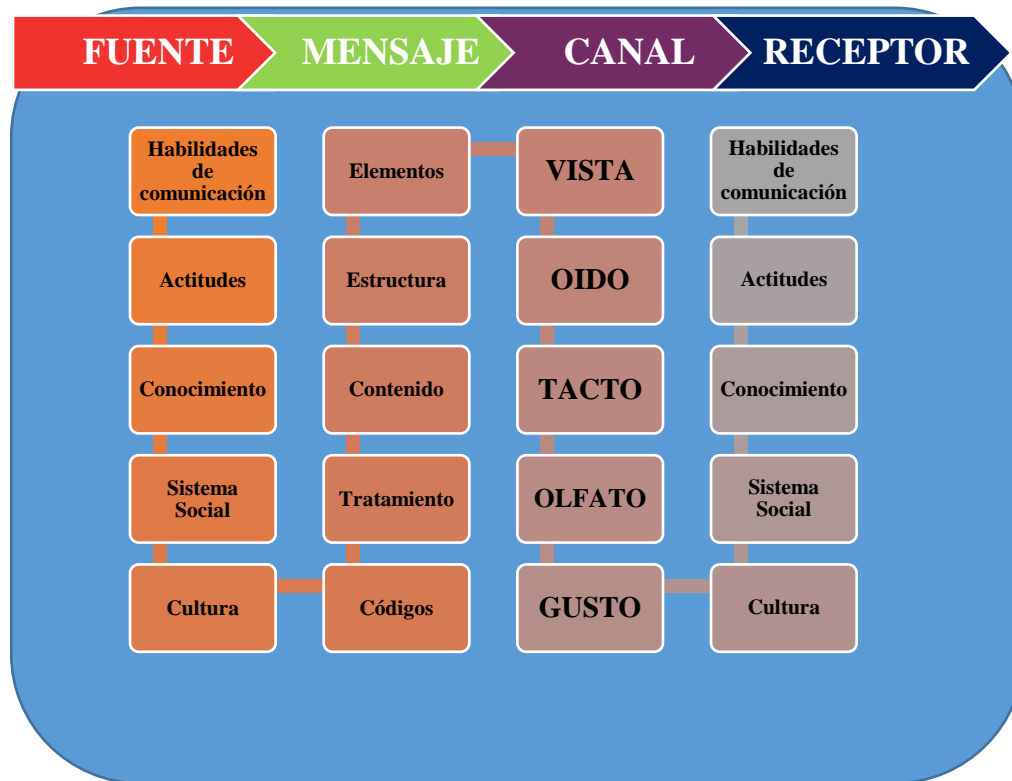 FUENTE
MENSAJE
CANAL
RECEPTOR
Habilidades
de
comunicación
Actitudes
Conocimiento
Sistema
Social
Cultura
Elementos
Estructura
Contenido
Tratamiento
Códigos
VISTA
OIDO
TACTO
OLFATO
GUSTO
Habilidades
de
comunicación
Actitudes
Conocimiento
Sistema
Social
Cultura